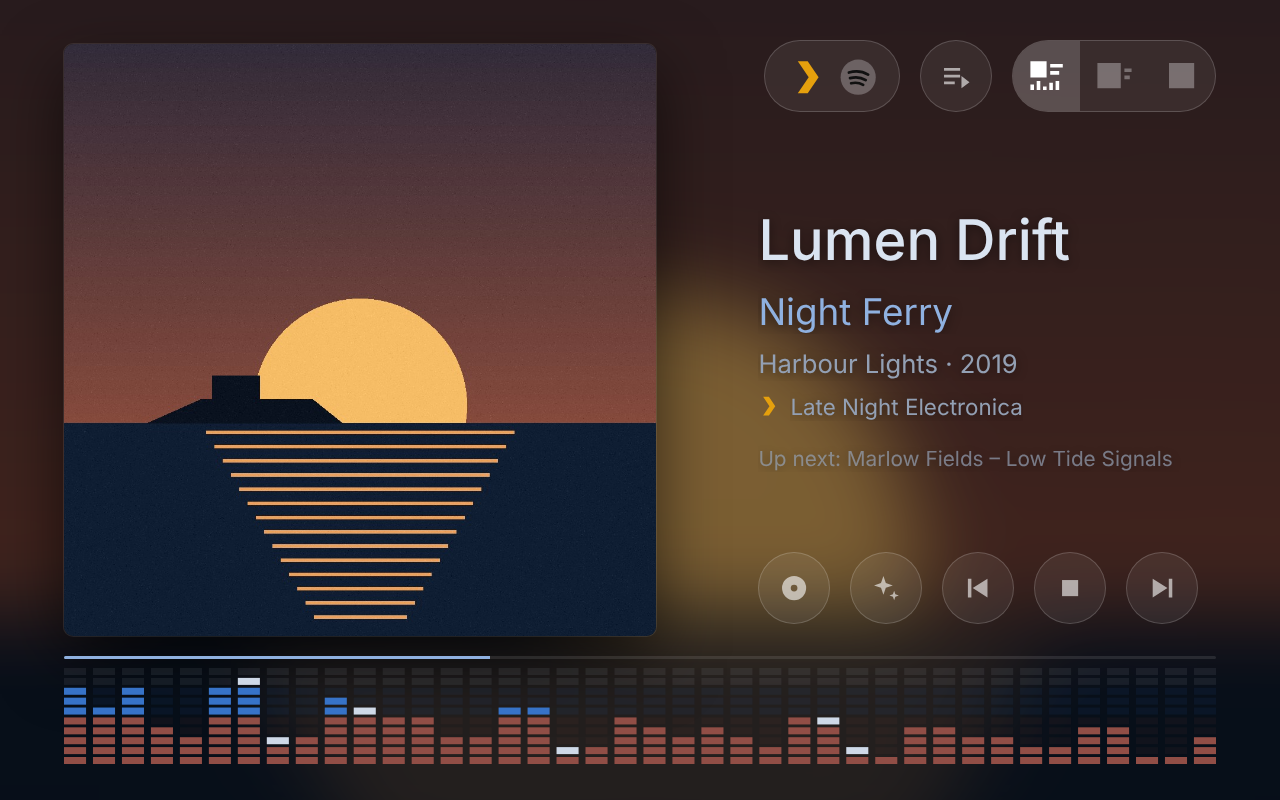 Lumen Drift
Night Ferry
Harbour Lights · 2019
Late Night Electronica
Up next: Marlow Fields – Low Tide Signals